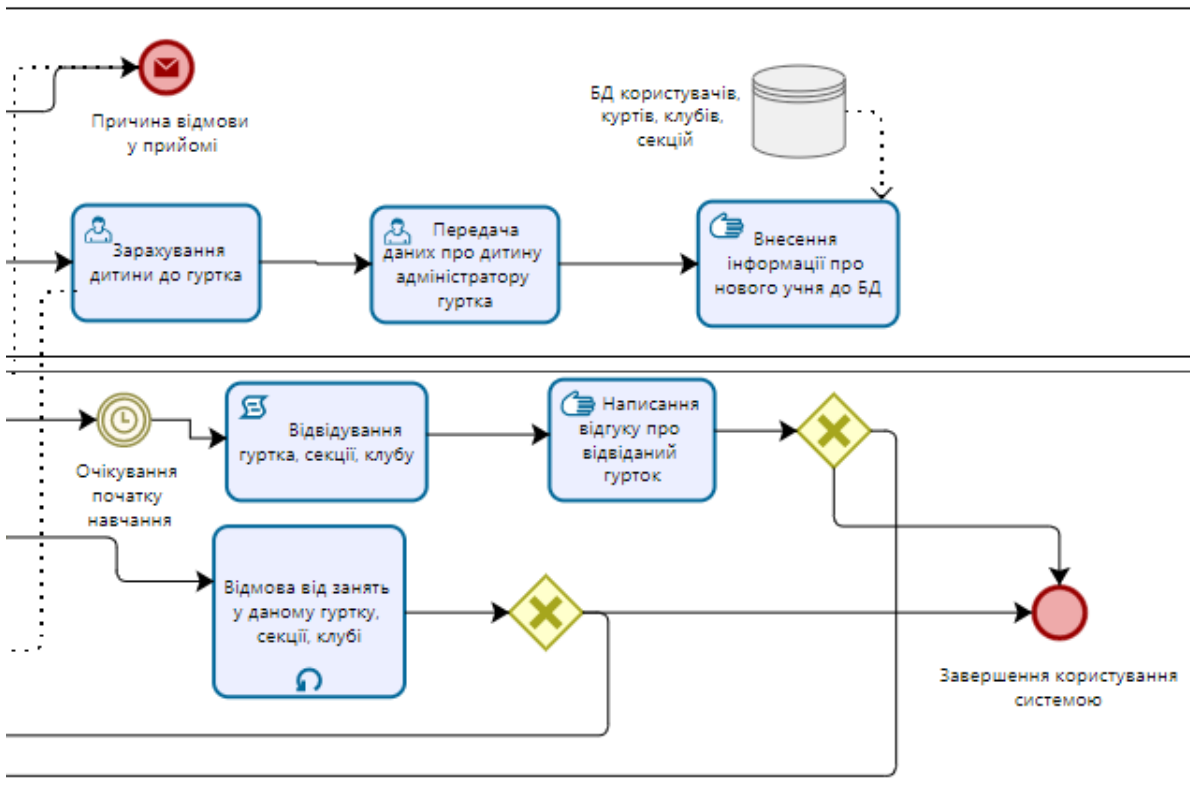 Причина відмови
у прийомі
БД користувачів,
куртів, клубів,
секцій
Зарахування
дитини до гуртка
Передача
даних про дитину
адміністратору
гуртка
Внесення
інформації про
нового учня до БД
Очікування
початку
навчання
Відвідування
гуртка, секції, клубу
Написання
відгуку про
відвіданий
гурток
Відмова від занять
у даному гуртку,
секції, клубі
Завершення користування
системою